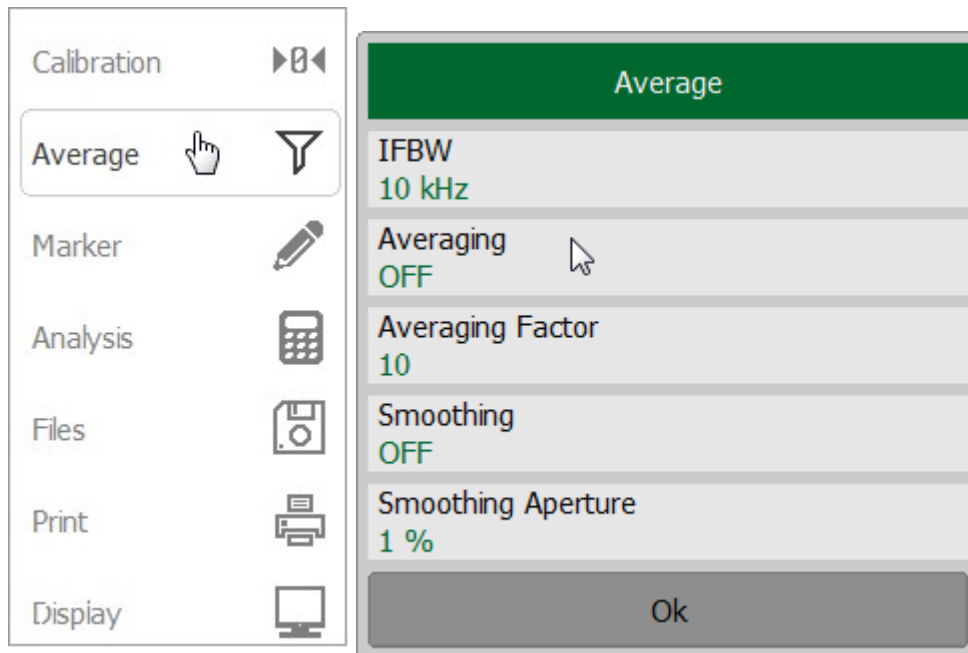 Calibration
Average
Marker
Analysis
Files
Print
Display
Average
IFBW
10 kHz
Averaging
OFF
Averaging Factor
10
Smoothing
OFF
Smoothing Aperture
1 %
Ok